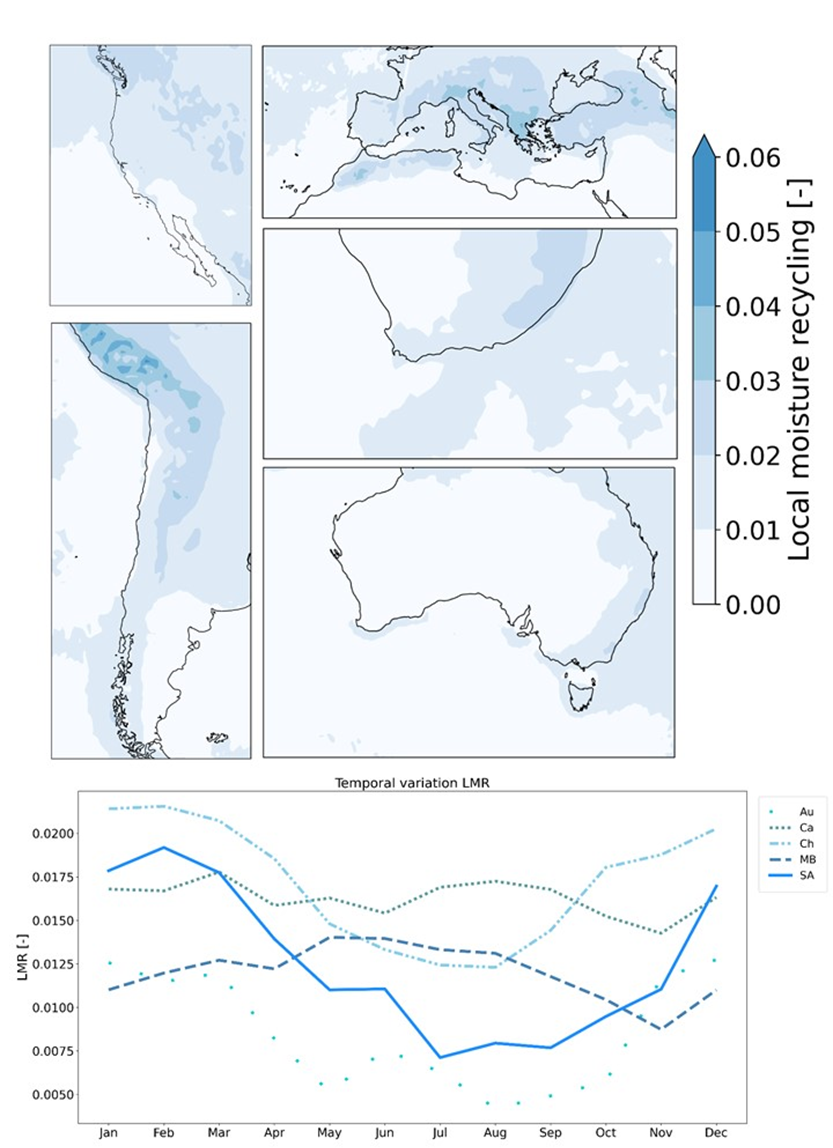 0.06
0.05
0.04
0.03
0.02
0.01
0.00
Local moisture recycling [-]
Temporal variation LMR
0.0200
0.0175
0.0150
0.0125
0.0100
0.0075
0.0050
LMR [-]
Jan Feb Mar Apr May Jun Jul Aug Sep Oct Nov Dec
Au
Ca
Ch
MB
SA